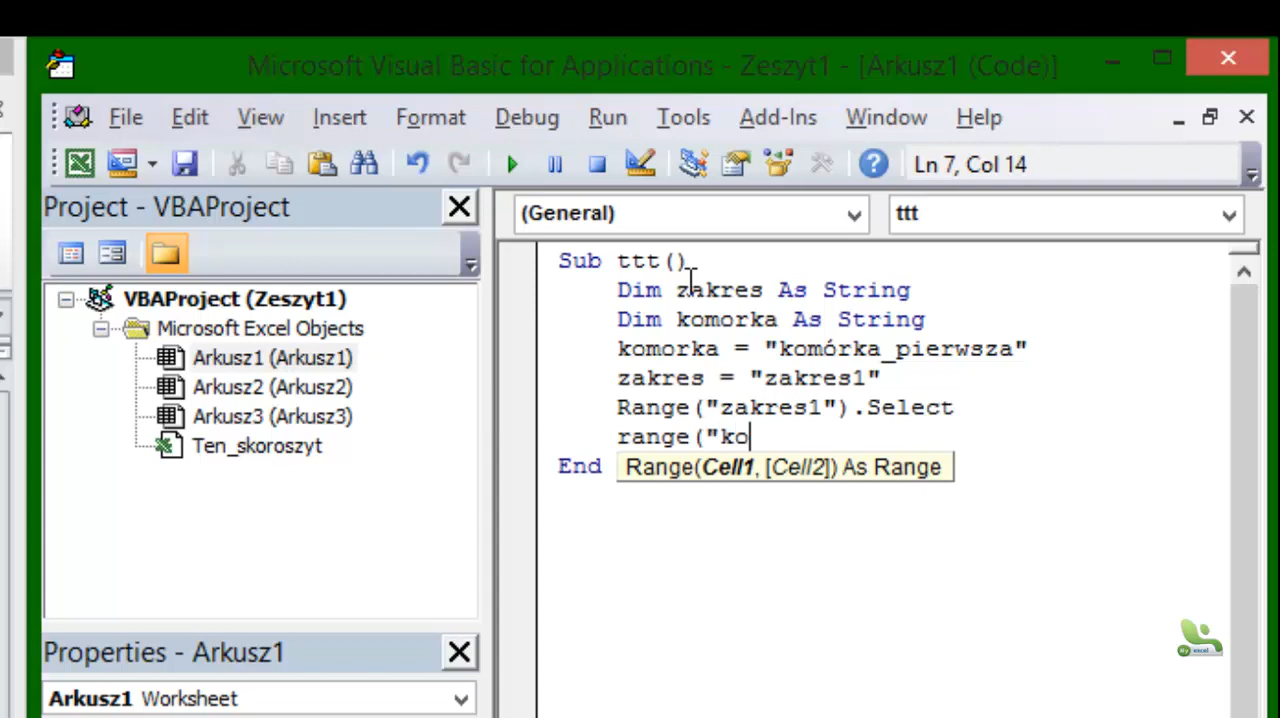 Microsoft Visual Basic for Applications - Zeszyt1 - [Arkusz1 (Code)]
File Edit View Insert Format Debug Run Tools Add-Ins Window Help
Ln 7, Col 14
Project - VBAProject
(General)
ttt
VBAProject (Zeszyt1)
Microsoft Excel Objects
Arkusz1 (Arkusz1)
Arkusz2 (Arkusz2)
Arkusz3 (Arkusz3)
Ten_skoroszyt
Sub ttt()
Dim zakres As String
Dim komorka As String
komorka = "komórka_pierwsza"
zakres = "zakres1"
Range("zakres1").Select
range("ko
End
Range(Cell1, [Cell2]) As Range
Properties - Arkusz1
Arkusz1 Worksheet
My excel